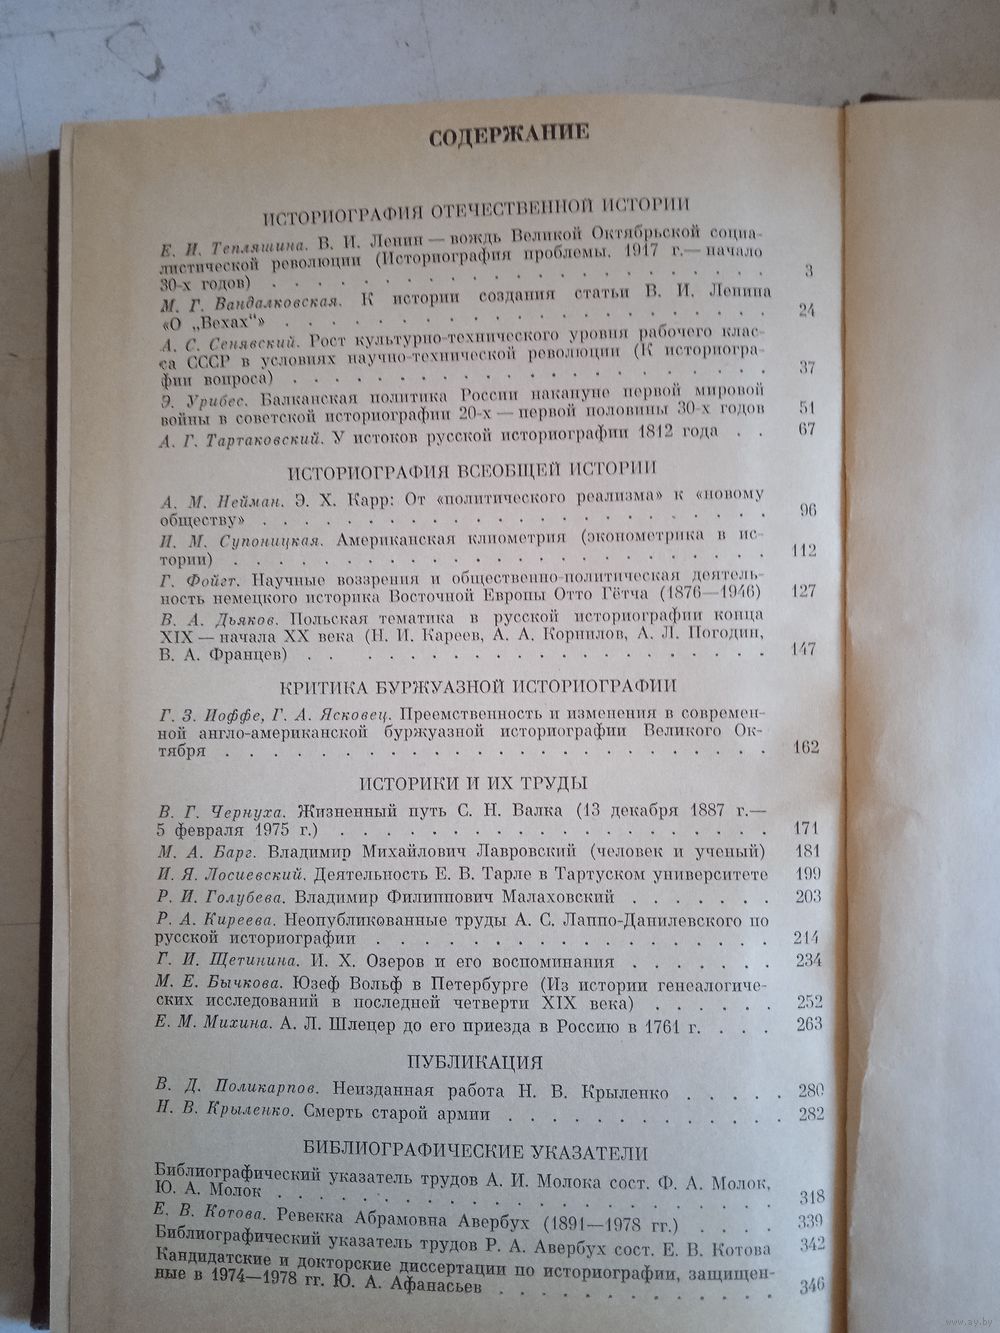 СОДЕРЖАНИЕ
ИСТОРИОГРАФИЯ ОТЕЧЕСТВЕННОЙ ИСТОРИИ
Е. И. Тепляшина. В. И. Ленин — вождь Великой Октябрьской социа-
листической революции (Историография проблемы. 1917 г.— начало
30-х годов) . . . . . . . . . . . . . . . . . . . . 3
М. Г. Вандалковская. К истории создания статьи В. И. Ленина
«О „Вехах“» . . . . . . . . . . . . . . . . . . . . 24
А. С. Сенявский. Рост культурно-технического уровня рабочего клас-
са СССР в условиях научно-технической революции (К историогра-
фии вопроса) . . . . . . . . . . . . . . . . . . . 37
Э. Урибес. Балканская политика России накануне первой мировой
войны в советской историографии 20-х — первой половины 30-х годов 51
А. Г. Тартаковский. У истоков русской историографии 1812 года . . 67
ИСТОРИОГРАФИЯ ВСЕОБЩЕЙ ИСТОРИИ
А. М. Нейман. Э. Х. Карр: От «политического реализма» к «новому
обществу» . . . . . . . . . . . . . . . . . . . . 96
И. М. Супоницкая. Американская клиометрия (эконометрика в ис-
тории) . . . . . . . . . . . . . . . . . . . . . . 112
Г. Фойгт. Научные воззрения и общественно-политическая деятель-
ность немецкого историка Восточной Европы Отто Гётча (1876—1946) 127
В. А. Дьяков. Польская тематика в русской историографии конца
XIX — начала XX века (Н. И. Кареев, А. А. Корнилов, А. Л. Погодин,
В. А. Францев) . . . . . . . . . . . . . . . . . . 147
КРИТИКА БУРЖУАЗНОЙ ИСТОРИОГРАФИИ
Г. З. Иоффе, Г. А. Ясковец. Преемственность и изменения в современ-
ной англо-американской буржуазной историографии Великого Ок-
тября . . . . . . . . . . . . . . . . . . . . . . 162
ИСТОРИКИ И ИХ ТРУДЫ
В. Г. Чернуха. Жизненный путь С. Н. Валка (13 декабря 1887 г.—
5 февраля 1975 г.) . . . . . . . . . . . . . . . . . 171
М. А. Барг. Владимир Михайлович Лавровский (человек и ученый) 181
И. Я. Лосиевский. Деятельность Е. В. Тарле в Тартуском университете 199
Р. И. Голубева. Владимир Филиппович Малаховский . . . . . . . 203
Р. А. Киреева. Неопубликованные труды А. С. Лаппо-Данилевского по
русской историографии . . . . . . . . . . . . . . . . 214
Г. И. Щетинина. И. Х. Озеров и его воспоминания . . . . . . . 234
М. Е. Бычкова. Юзеф Вольф в Петербурге (Из истории генеалогиче-
ских исследований в последней четверти XIX века) . . . . . . 252
Е. М. Михина. А. Л. Шлецер до его приезда в Россию в 1761 г. . . . 263
ПУБЛИКАЦИЯ
В. Д. Поликарпов. Неизданная работа Н. В. Крыленко . . . . . 280
Н. В. Крыленко. Смерть старой армии . . . . . . . . . . . . 282
БИБЛИОГРАФИЧЕСКИЕ УКАЗАТЕЛИ
Библиографический указатель трудов А. И. Молока сост. Ф. А. Молок,
Ю. А. Молок . . . . . . . . . . . . . . . . . . . . 318
Е. В. Котова. Ревекка Абрамовна Авербух (1891—1978 гг.) . . . . 339
Библиографический указатель трудов Р. А. Авербух сост. Е. В. Котова 342
Кандидатские и докторские диссертации по историографии, защищен-
ные в 1974—1978 гг. Ю. А. Афанасьев . . . . . . . . . . . . 346
www.ay.by